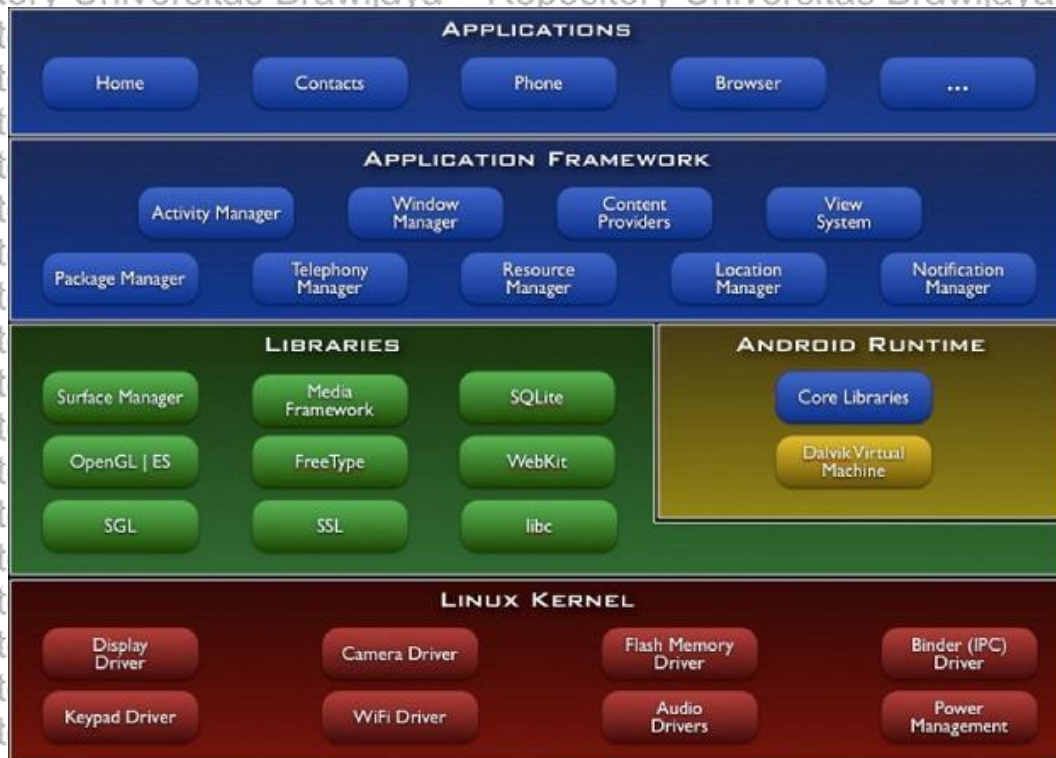 Repository Universitas Brawijaya
APPLICATIONS
Home
Contacts
Phone
Browser
...
APPLICATION FRAMEWORK
Activity Manager
Window
Manager
Content
Providers
View
System
Package Manager
Telephony
Manager
Resource
Manager
Location
Manager
Notification
Manager
LIBRARIES
Surface Manager
Media
Framework
SQLite
OpenGL | ES
FreeType
WebKit
SGL
SSL
libc
ANDROID RUNTIME
Core Libraries
Dalvik Virtual
Machine
LINUX KERNEL
Display
Driver
Camera Driver
Flash Memory
Driver
Binder (IPC)
Driver
Keypad Driver
WiFi Driver
Audio
Drivers
Power
Management